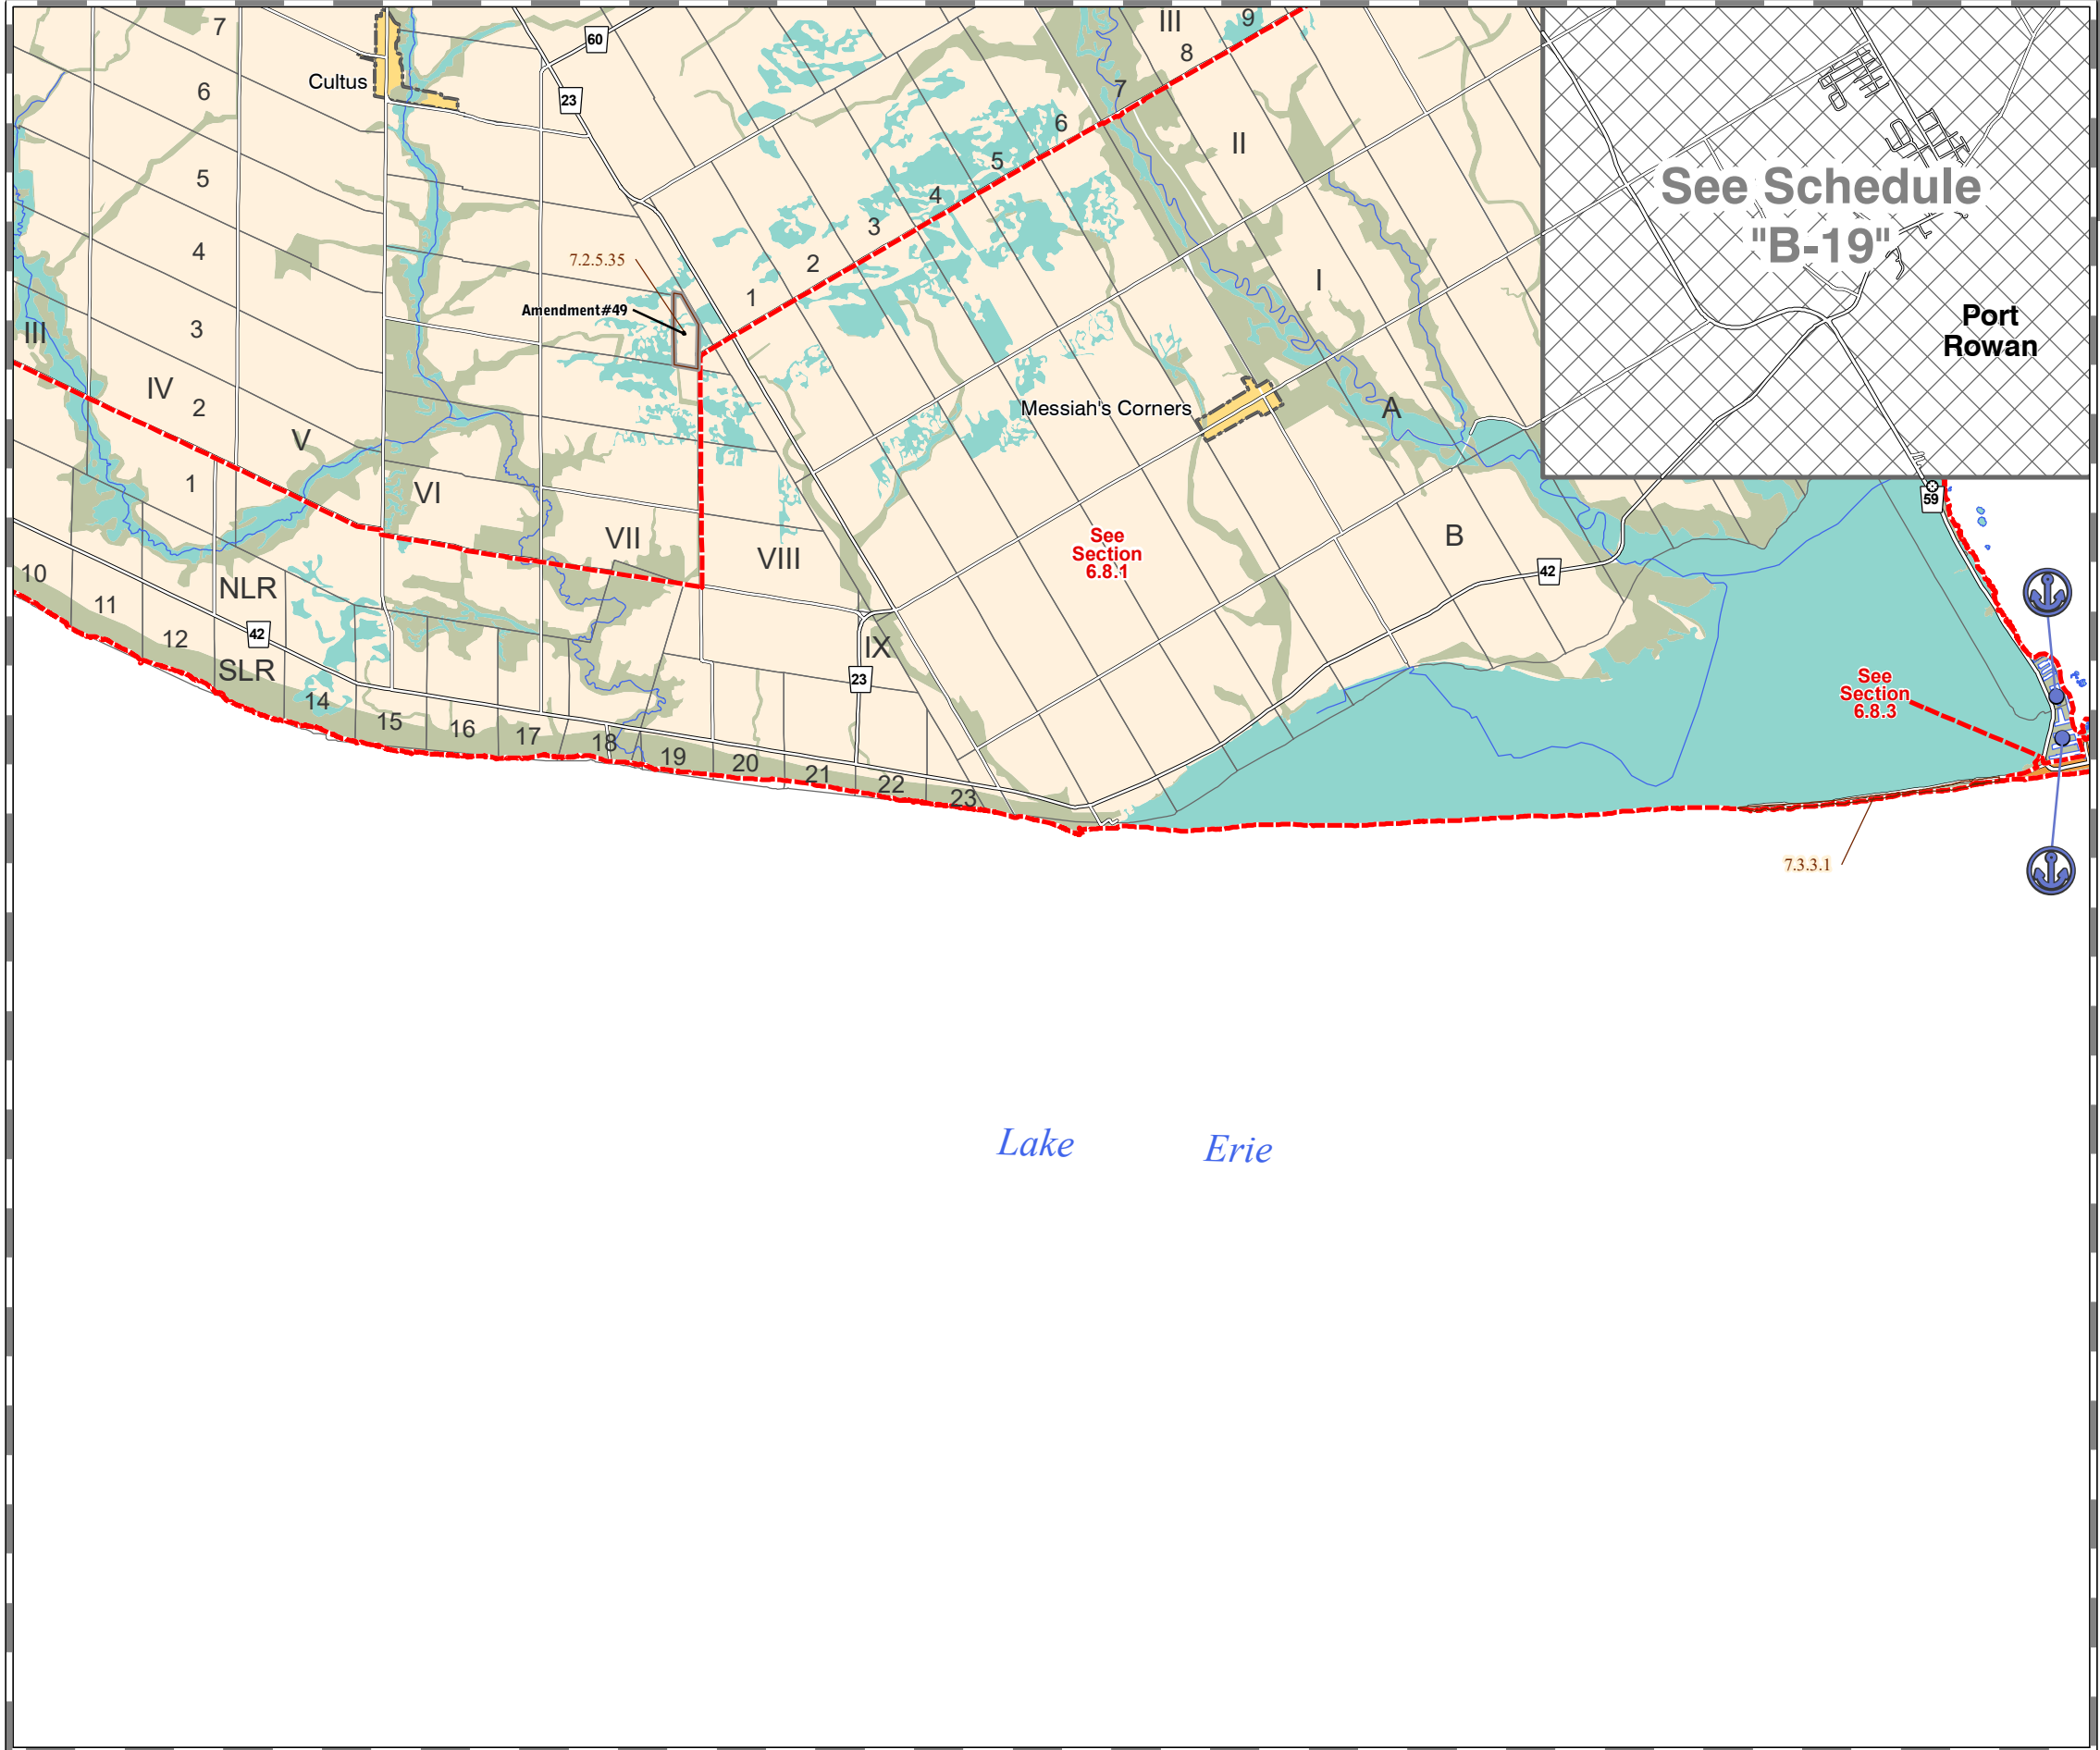 7
60
III
9
Cultus
8
6
23
7
6
II
5
5
See Schedule
"B-19"
4
3
4
7.2.5.35
2
I
1
Amendment#49
Port
Rowan
III
3
IV
2
Messiah's Corners
A
V
1
VI
59
VII
VIII
See
Section
6.8.1
B
42
10
NLR
11
12
42
IX
SLR
23
See
Section
6.8.3
14
15
16
17
18
19
20
21
22
23
7.3.3.1
Lake Erie